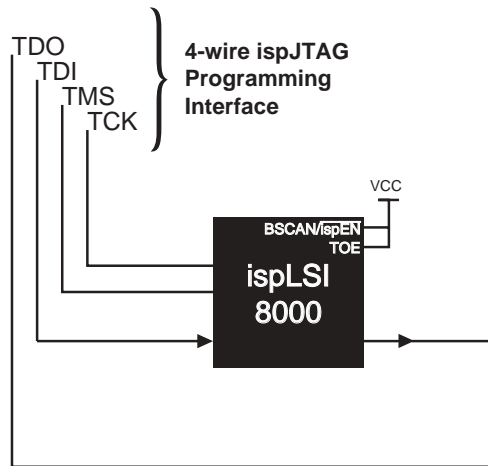 TDO
TDI
TMS
TCK
4-wire ispJTAG
Programming
Interface
VCC
BSCAN/ispEN
TOE
ispLSI
8000